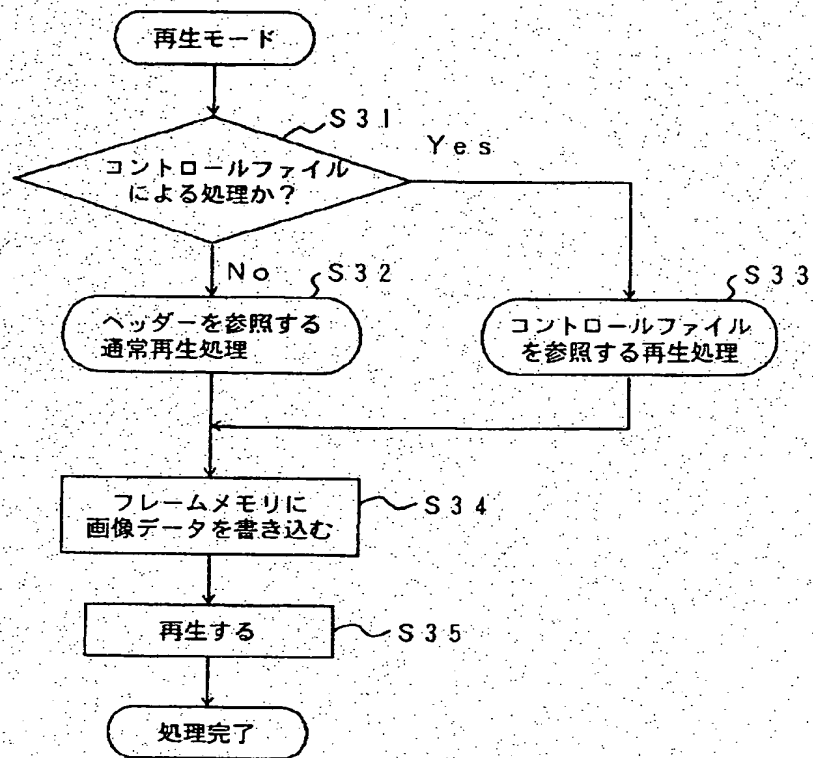 再生モード
S31
コントロールファイル
による処理か？
Yes
No
S32
ヘッダーを参照する
通常再生処理
S33
コントロールファイル
を参照する再生処理
フレームメモリに
画像データを書き込む
S34
再生する
S35
処理完了